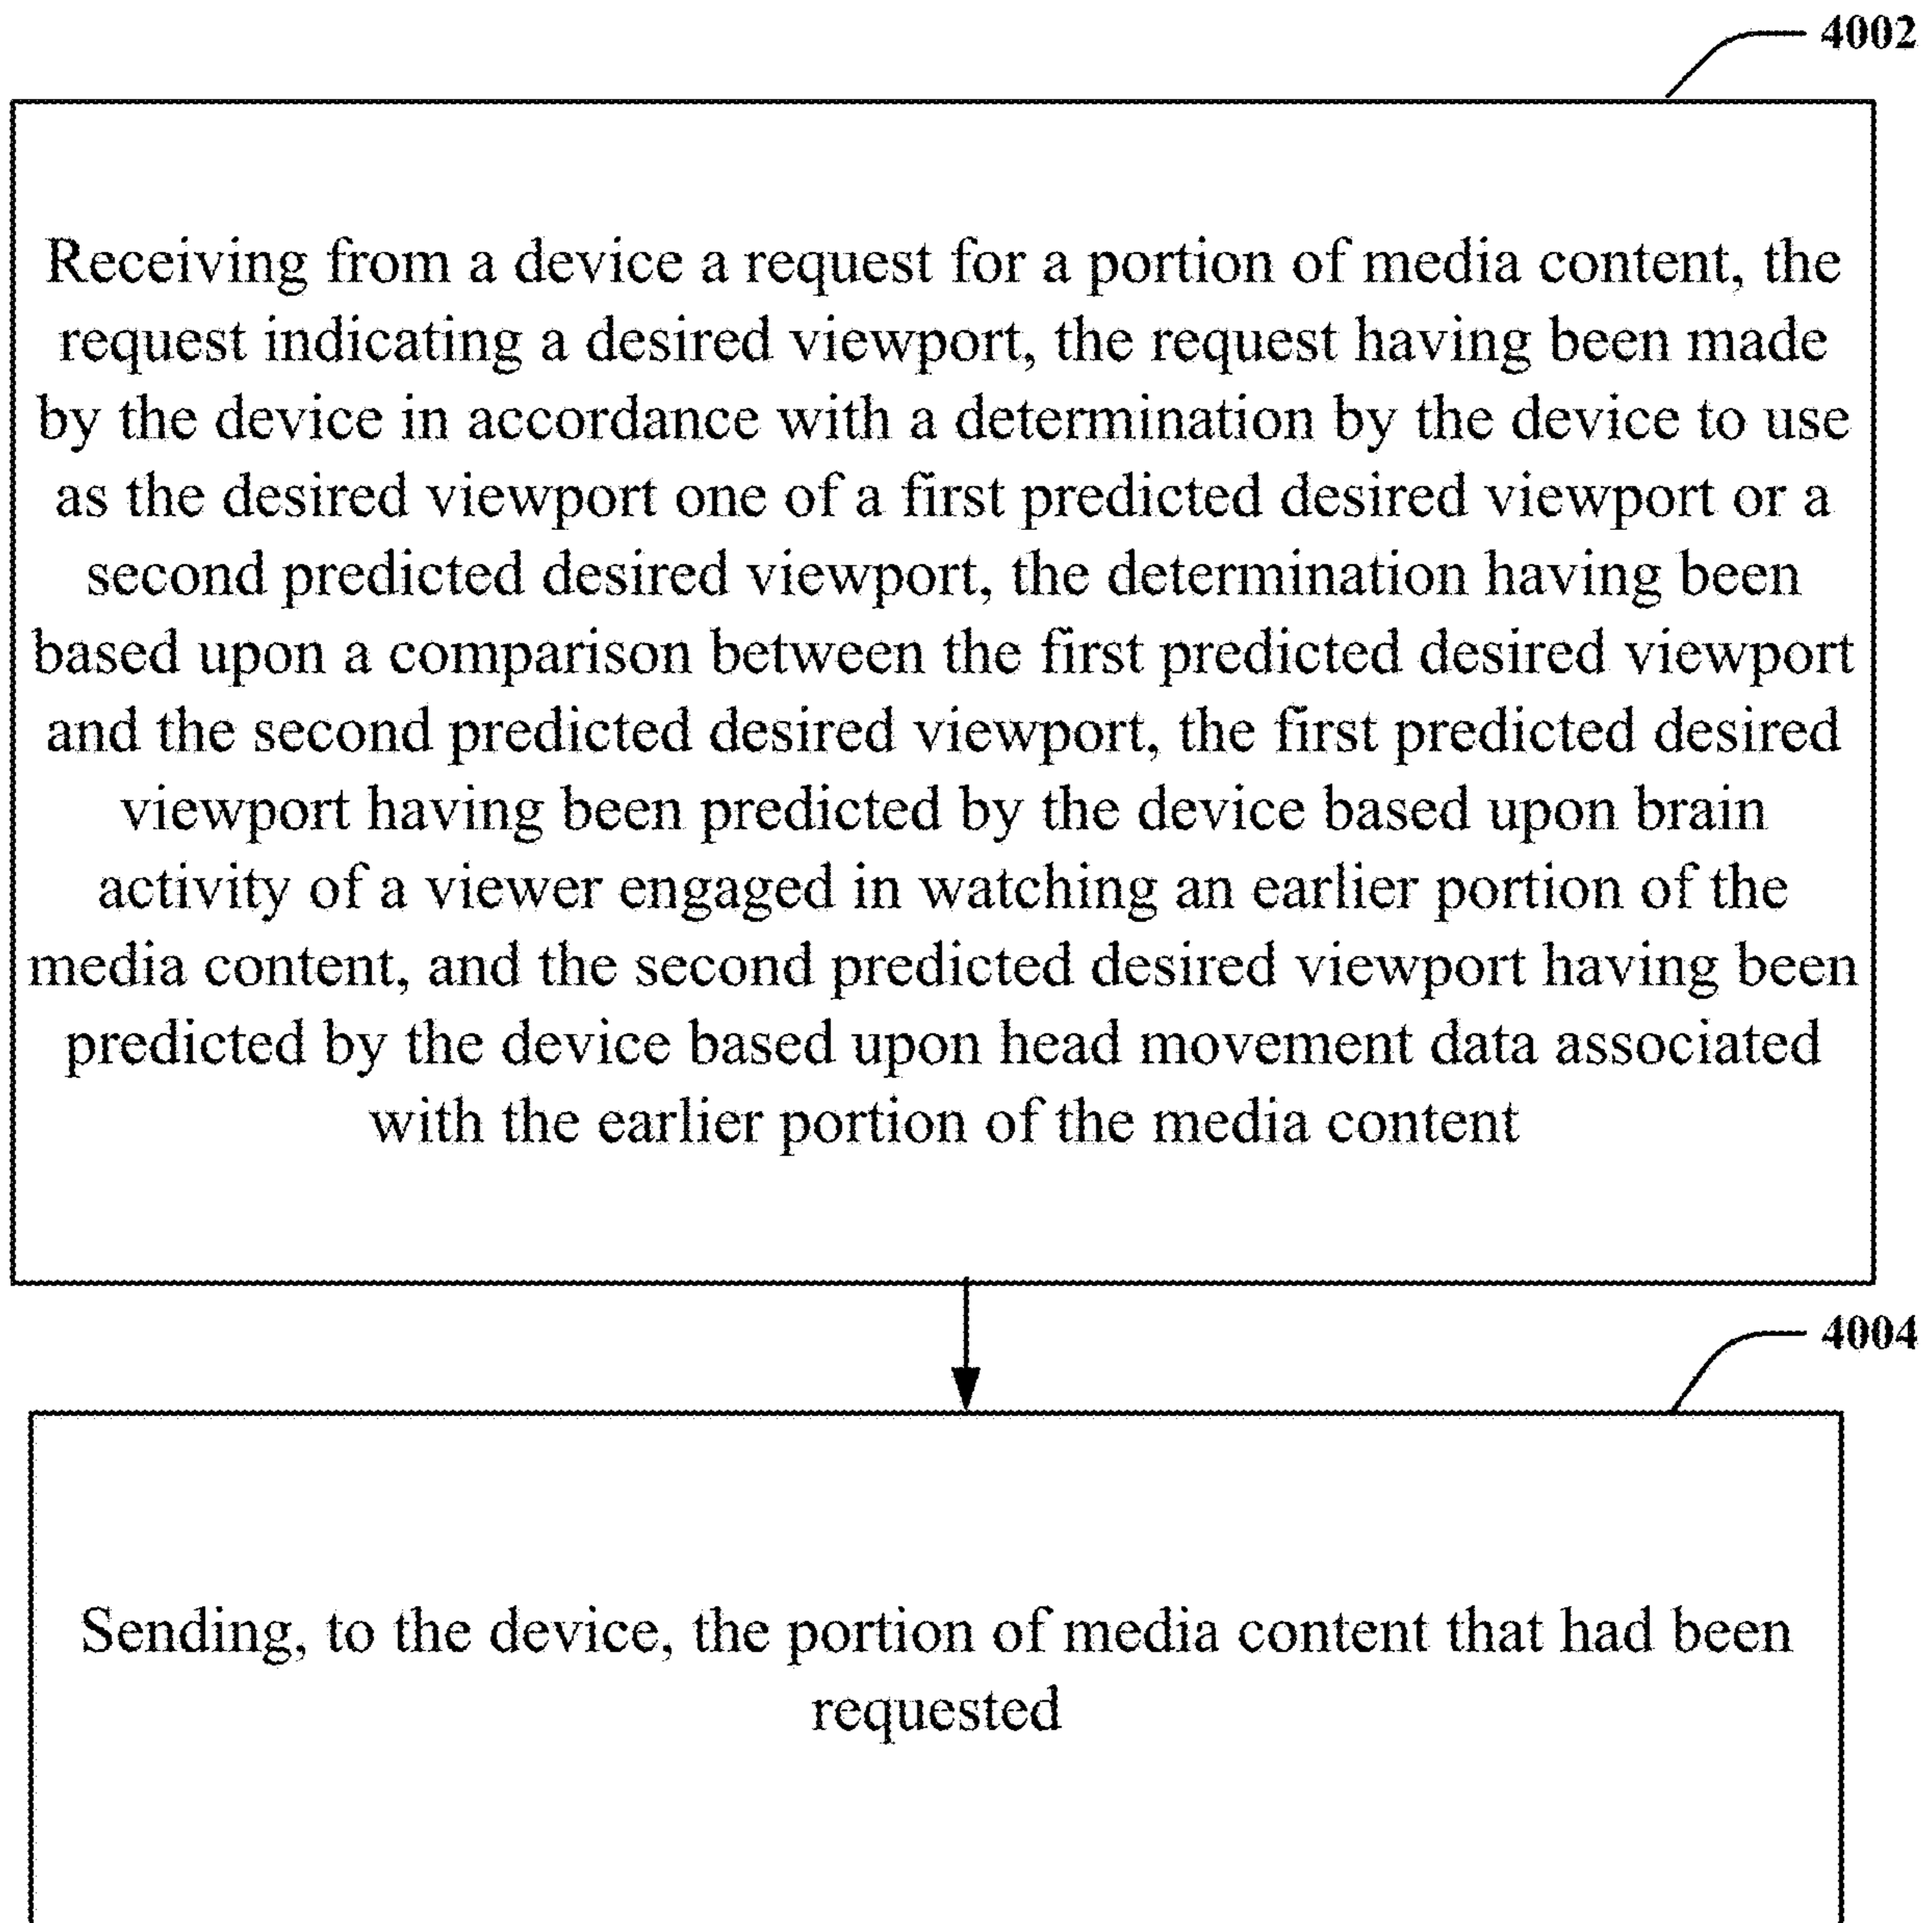 4002
Receiving from a device a request for a portion of media content, the
request indicating a desired viewport, the request having been made
by the device in accordance with a determination by the device to use
as the desired viewport one of a first predicted desired viewport or a
second predicted desired viewport, the determination having been
based upon a comparison between the first predicted desired viewport
and the second predicted desired viewport, the first predicted desired
viewport having been predicted by the device based upon brain
activity of a viewer engaged in watching an earlier portion of the
media content, and the second predicted desired viewport having been
predicted by the device based upon head movement data associated
with the earlier portion of the media content
4004
Sending, to the device, the portion of media content that had been
requested